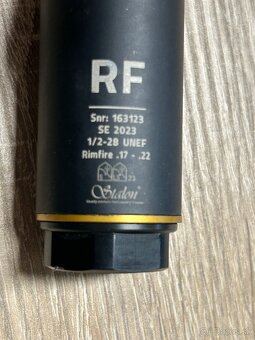 RF
Snr: 163123
SE 2023
1/2-28 UNEF
Rimfire .17 - .22
Stalon